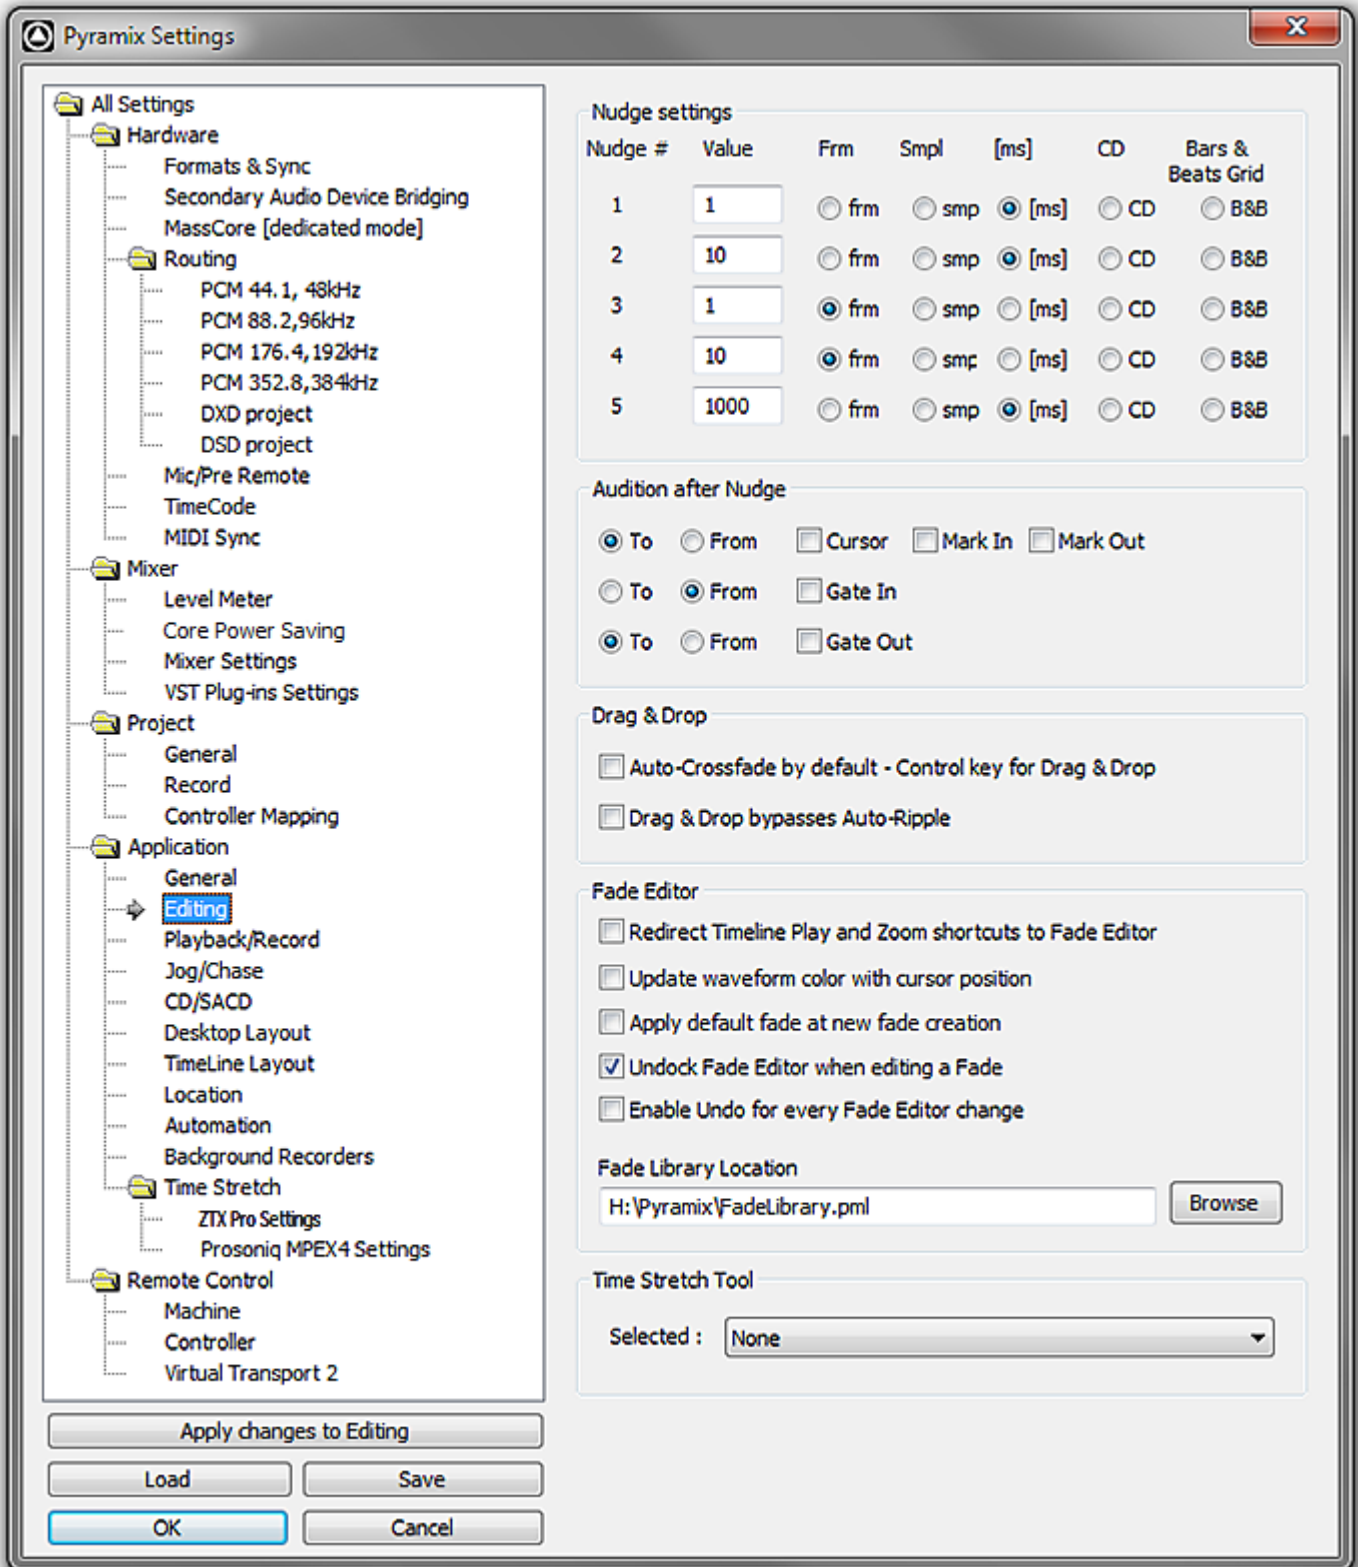 Pyramix Settings
All Settings
Hardware
Formats & Sync
Secondary Audio Device Bridging
MassCore [dedicated mode]
Routing
PCM 44.1, 48kHz
PCM 88.2,96kHz
PCM 176.4,192kHz
PCM 352.8,384kHz
DXD project
DSD project
Mic/Pre Remote
TimeCode
MIDI Sync
Mixer
Level Meter
Core Power Saving
Mixer Settings
VST Plug-ins Settings
Project
General
Record
Controller Mapping
Application
General
Editing
Playback/Record
Jog/Chase
CD/SACD
Desktop Layout
TimeLine Layout
Location
Automation
Background Recorders
Time Stretch
ZTX Pro Settings
Prosoniq MPEX4 Settings
Remote Control
Machine
Controller
Virtual Transport 2
Apply changes to Editing
Load Save
OK Cancel
Nudge settings
Nudge # Value Frm Smpl [ms] CD Bars &
Beats Grid
1 1 frm smp [ms] CD B&B
2 10 frm smp [ms] CD B&B
3 1 frm smp [ms] CD B&B
4 10 frm smp [ms] CD B&B
5 1000 frm smp [ms] CD B&B
Audition after Nudge
To From Cursor Mark In Mark Out
To From Gate In
To From Gate Out
Drag & Drop
Auto-Crossfade by default - Control key for Drag & Drop
Drag & Drop bypasses Auto-Ripple
Fade Editor
Redirect Timeline Play and Zoom shortcuts to Fade Editor
Update waveform color with cursor position
Apply default fade at new fade creation
Undock Fade Editor when editing a Fade
Enable Undo for every Fade Editor change
Fade Library Location
H:\Pyramix\FadeLibrary.pml Browse
Time Stretch Tool
Selected : None